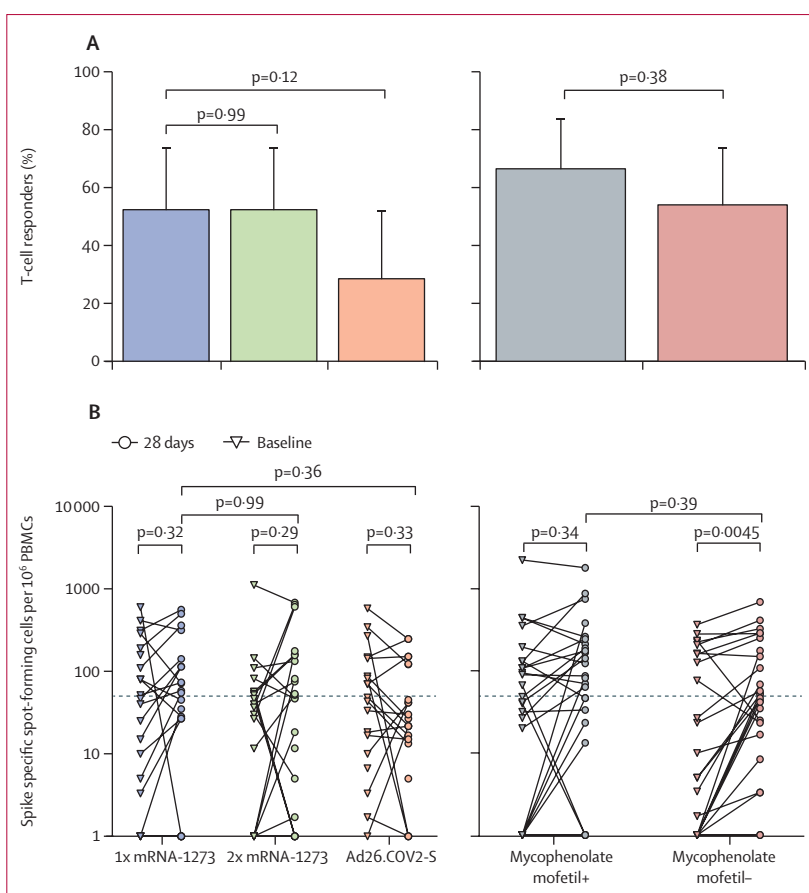 A
p=0·12
p=0·38
p=0·99
T-cell responders (%)
100
80
60
40
20
0
B
28 days Baseline
p=0·36
p=0·99 p=0·39
p=0·32 p=0·29 p=0·33 p=0·34 p=0·0045
Spike specific spot-forming cells per 10⁶ PBMCs
10 000
1000
100
10
1
1x mRNA-1273 2x mRNA-1273 Ad26.COV2-S Mycophenolate mofetil+ Mycophenolate mofetil–